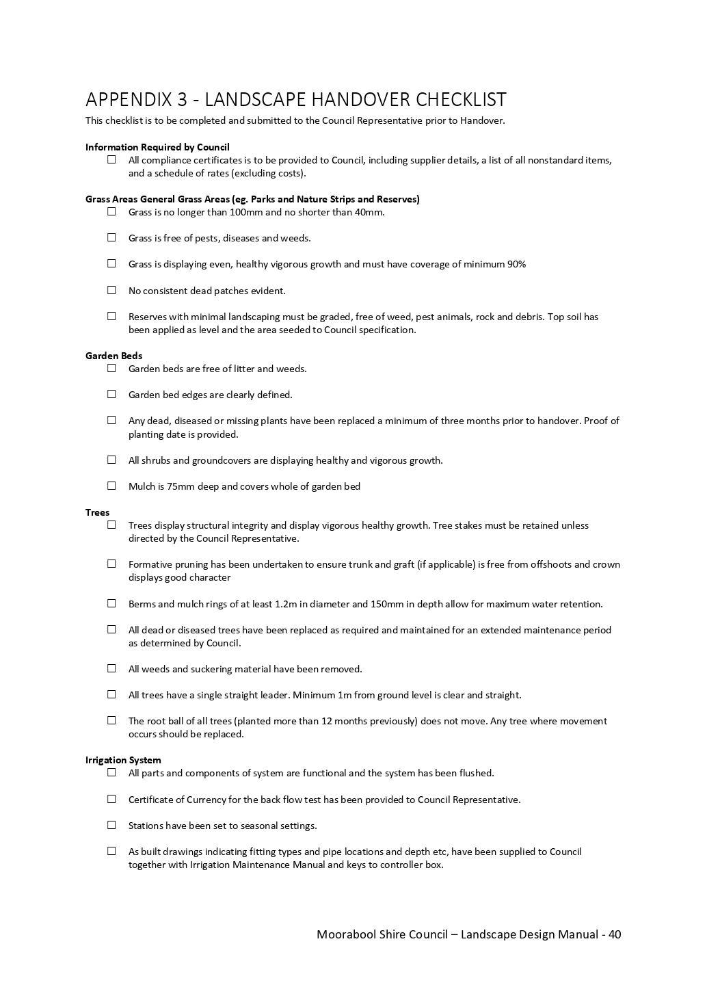 APPENDIX 3 - LANDSCAPE HANDOVER CHECKLIST
This checklist is to be completed and submitted to the Council Representative prior to Handover.
Information Required by Council
☐ All compliance certificates is to be provided to Council, including supplier details, a list of all nonstandard items,
and a schedule of rates (excluding costs).
Grass Areas General Grass Areas (eg. Parks and Nature Strips and Reserves)
☐ Grass is no longer than 100mm and no shorter than 40mm.
☐ Grass is free of pests, diseases and weeds.
☐ Grass is displaying even, healthy vigorous growth and must have coverage of minimum 90%
☐ No consistent dead patches evident.
☐ Reserves with minimal landscaping must be graded, free of weed, pest animals, rock and debris. Top soil has
been applied as level and the area seeded to Council specification.
Garden Beds
☐ Garden beds are free of litter and weeds.
☐ Garden bed edges are clearly defined.
☐ Any dead, diseased or missing plants have been replaced a minimum of three months prior to handover. Proof of
planting date is provided.
☐ All shrubs and groundcovers are displaying healthy and vigorous growth.
☐ Mulch is 75mm deep and covers whole of garden bed
Trees
☐ Trees display structural integrity and display vigorous healthy growth. Tree stakes must be retained unless
directed by the Council Representative.
☐ Formative pruning has been undertaken to ensure trunk and graft (if applicable) is free from offshoots and crown
displays good character
☐ Berms and mulch rings of at least 1.2m in diameter and 150mm in depth allow for maximum water retention.
☐ All dead or diseased trees have been replaced as required and maintained for an extended maintenance period
as determined by Council.
☐ All weeds and suckering material have been removed.
☐ All trees have a single straight leader. Minimum 1m from ground level is clear and straight.
☐ The root ball of all trees (planted more than 12 months previously) does not move. Any tree where movement
occurs should be replaced.
Irrigation System
☐ All parts and components of system are functional and the system has been flushed.
☐ Certificate of Currency for the back flow test has been provided to Council Representative.
☐ Stations have been set to seasonal settings.
☐ As built drawings indicating fitting types and pipe locations and depth etc, have been supplied to Council
together with Irrigation Maintenance Manual and keys to controller box.
Moorabool Shire Council – Landscape Design Manual - 40